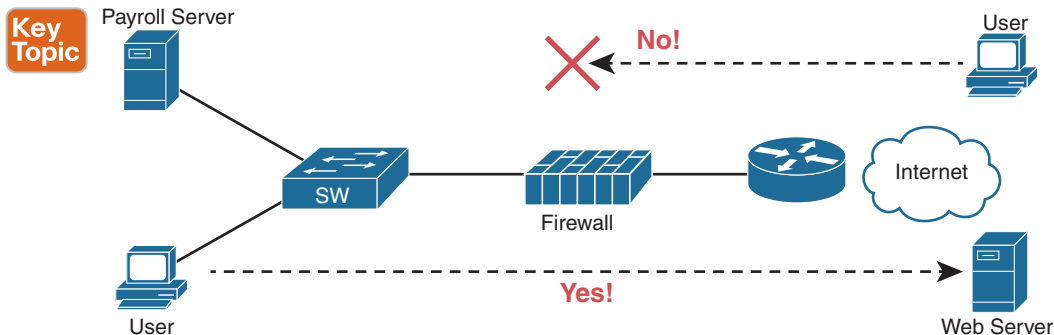 Key
Topic
Payroll Server
User
No!
SW
Firewall
Internet
Yes!
User
Web Server